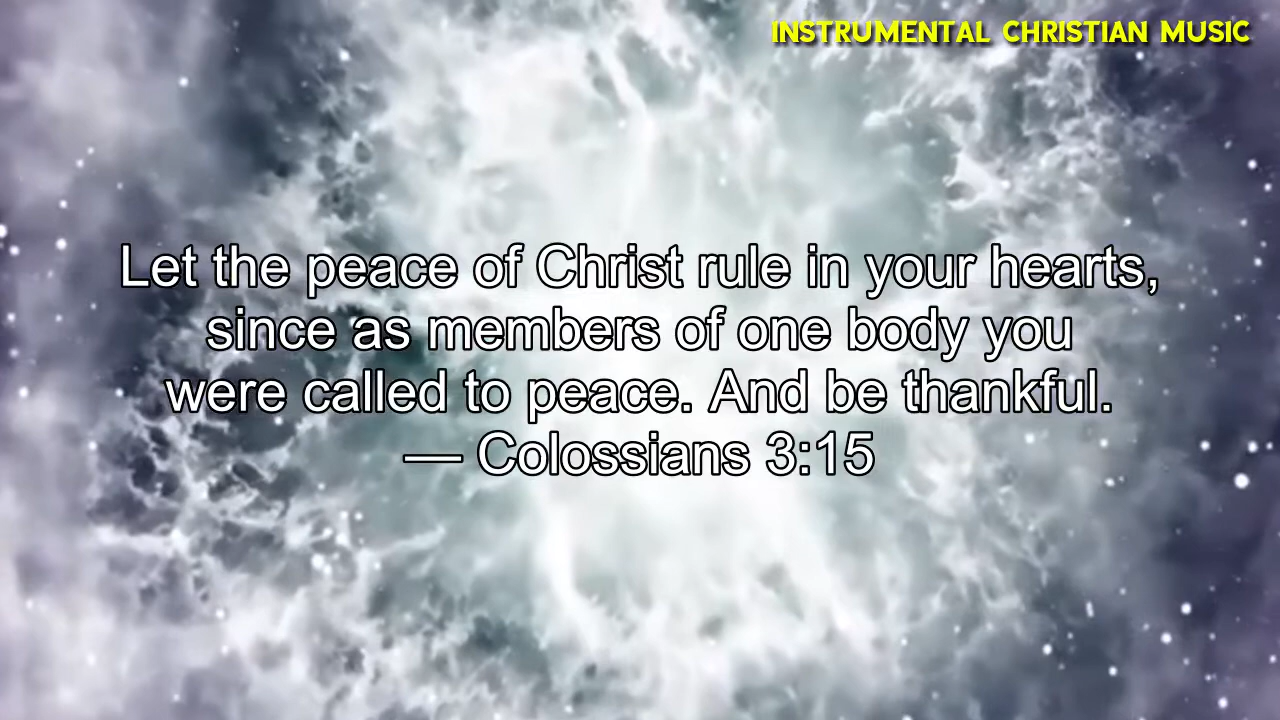 INSTRUMENTAL CHRISTIAN MUSIC
Let the peace of Christ rule in your hearts,
since as members of one body you
were called to peace. And be thankful.
— Colossians 3:15